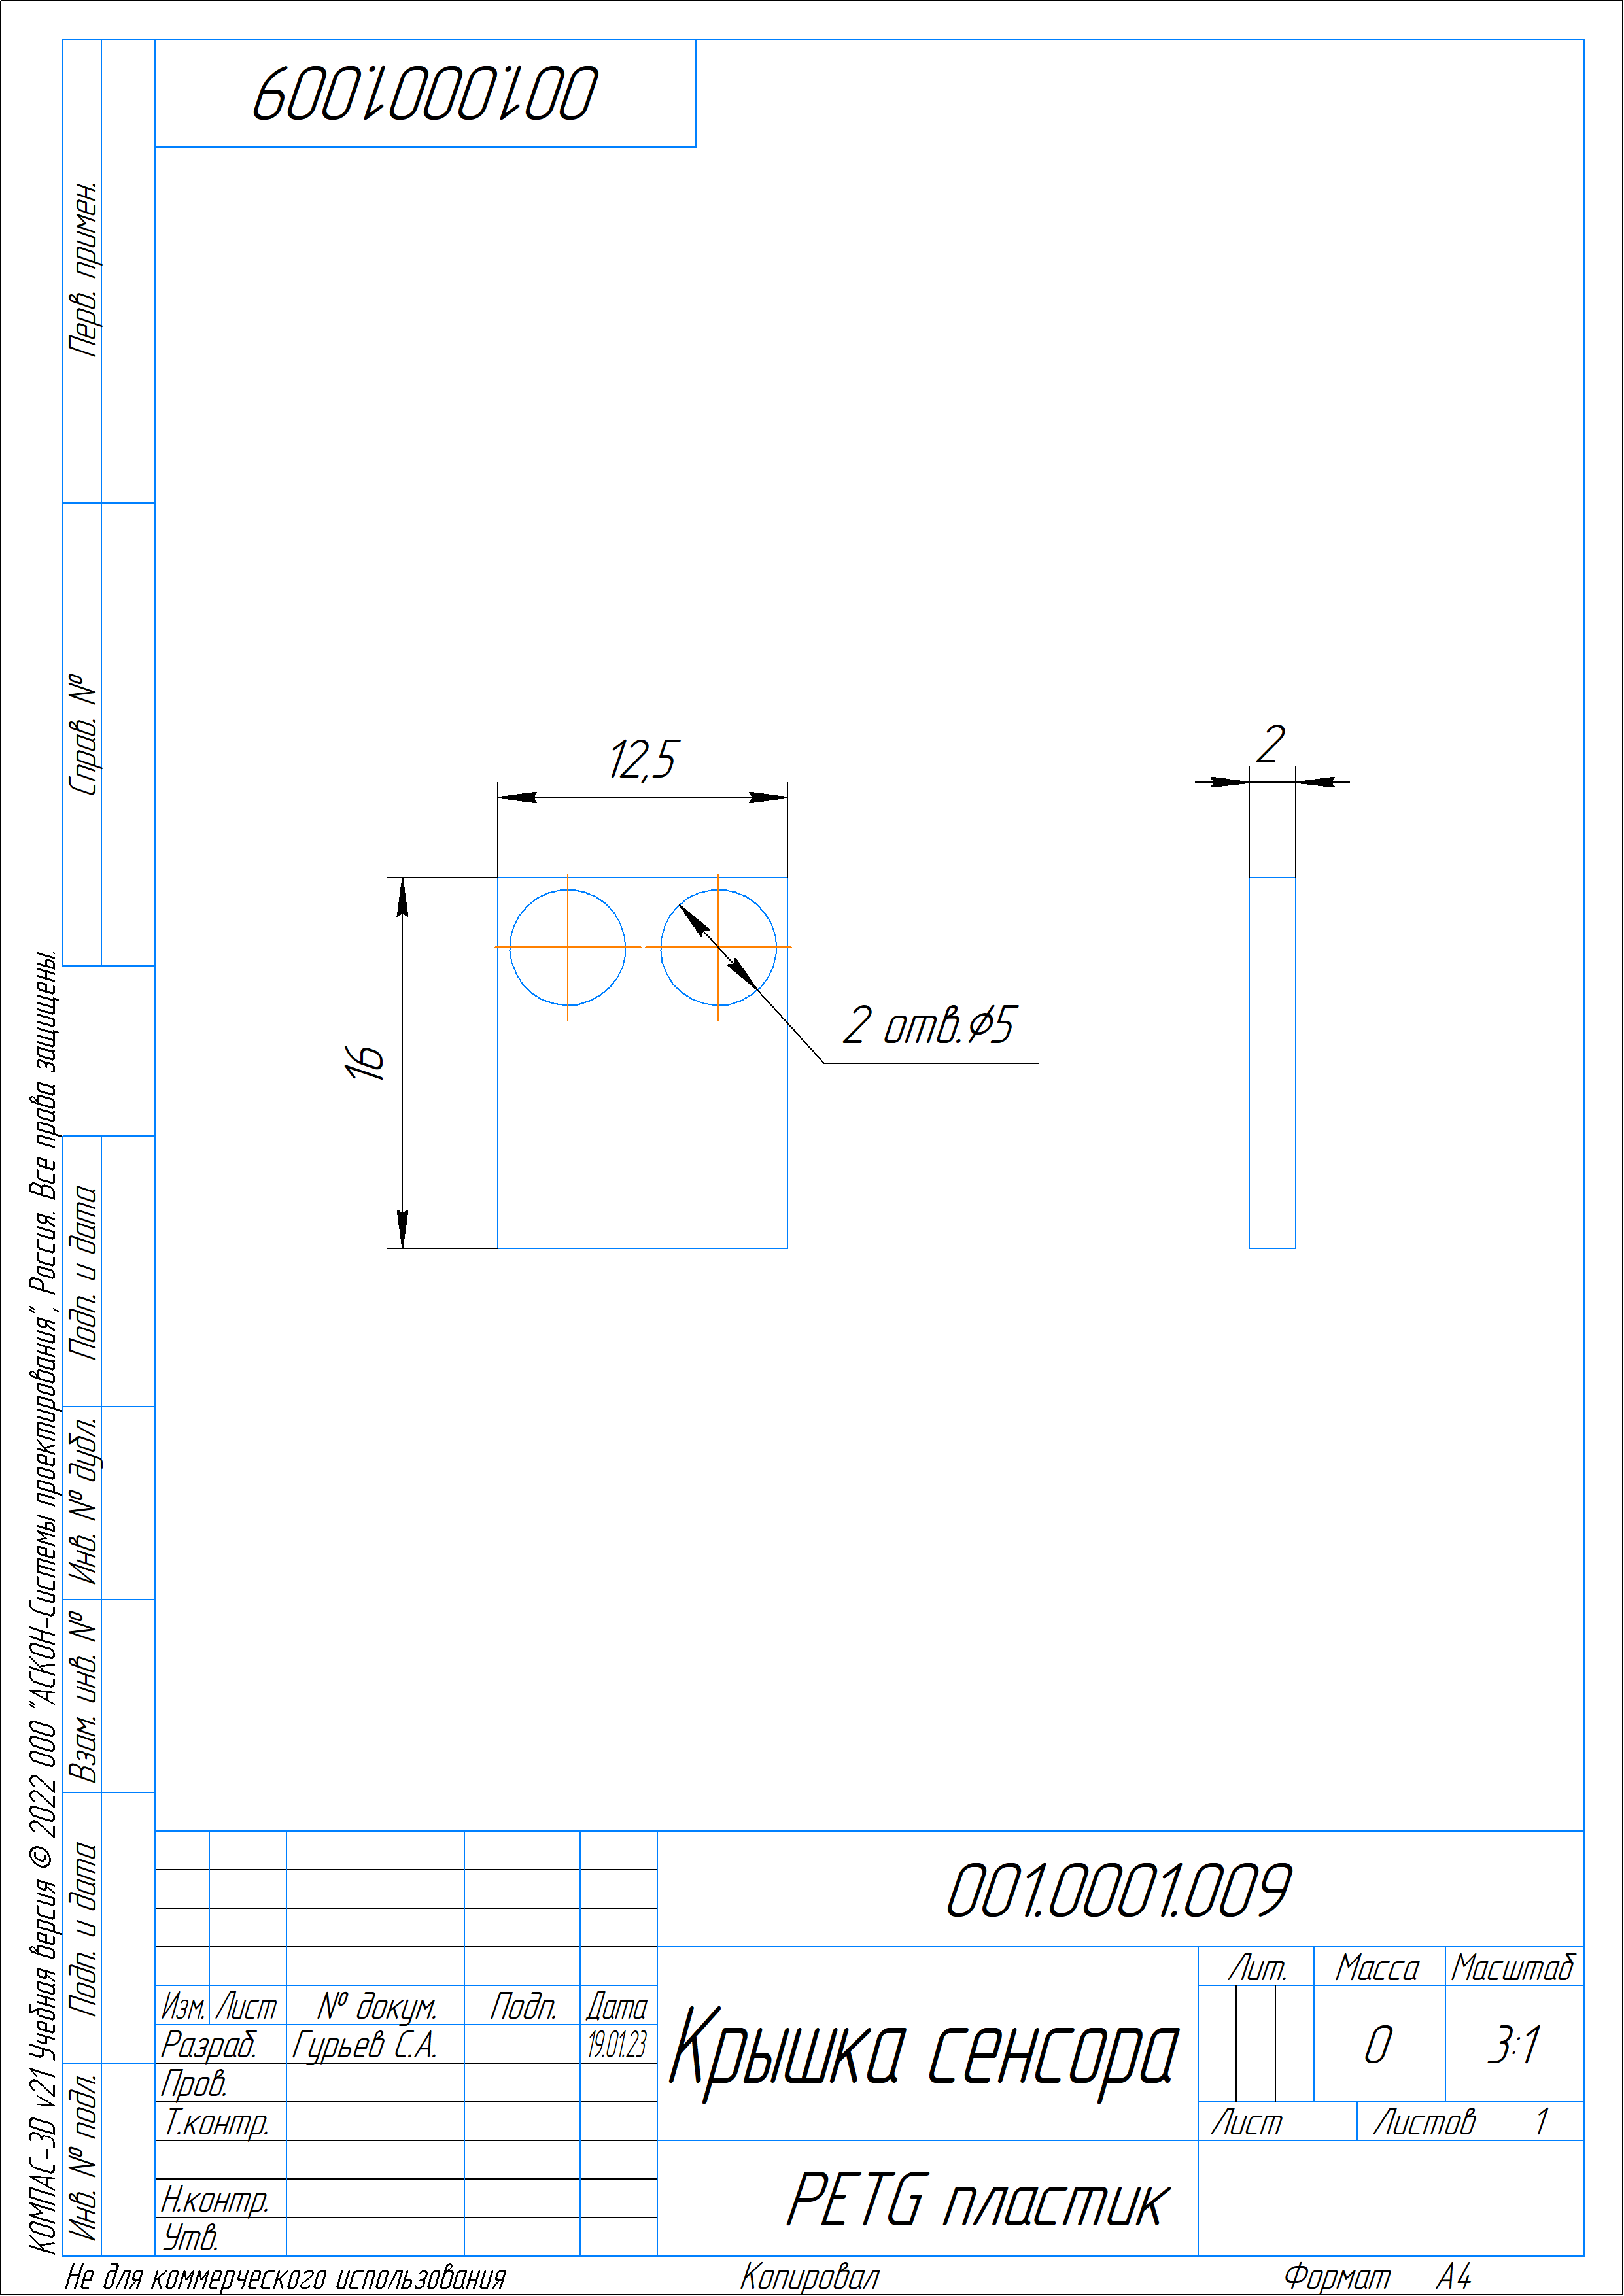 001.0001.009
Перв. примен.
Справ. №
Подп. и дата
Инв. № дубл.
Взам. инв. №
Подп. и дата
Инв. № подл.
КОМПАС-3D v21 Учебная версия © 2022 ООО "АСКОН-Системы проектирования", Россия. Все права защищены.
12,5
2
16
2 отв.⌀5
001.0001.009
Лит. Масса Масштаб
Изм. Лист № докум. Подп. Дата
Разраб. Гурьев С.А. 19.01.23
Крышка сенсора
0 3:1
Пров.
Т.контр.
Лист Листов 1
Н.контр.
Утв.
PETG пластик
Не для коммерческого использования Копировал Формат А4